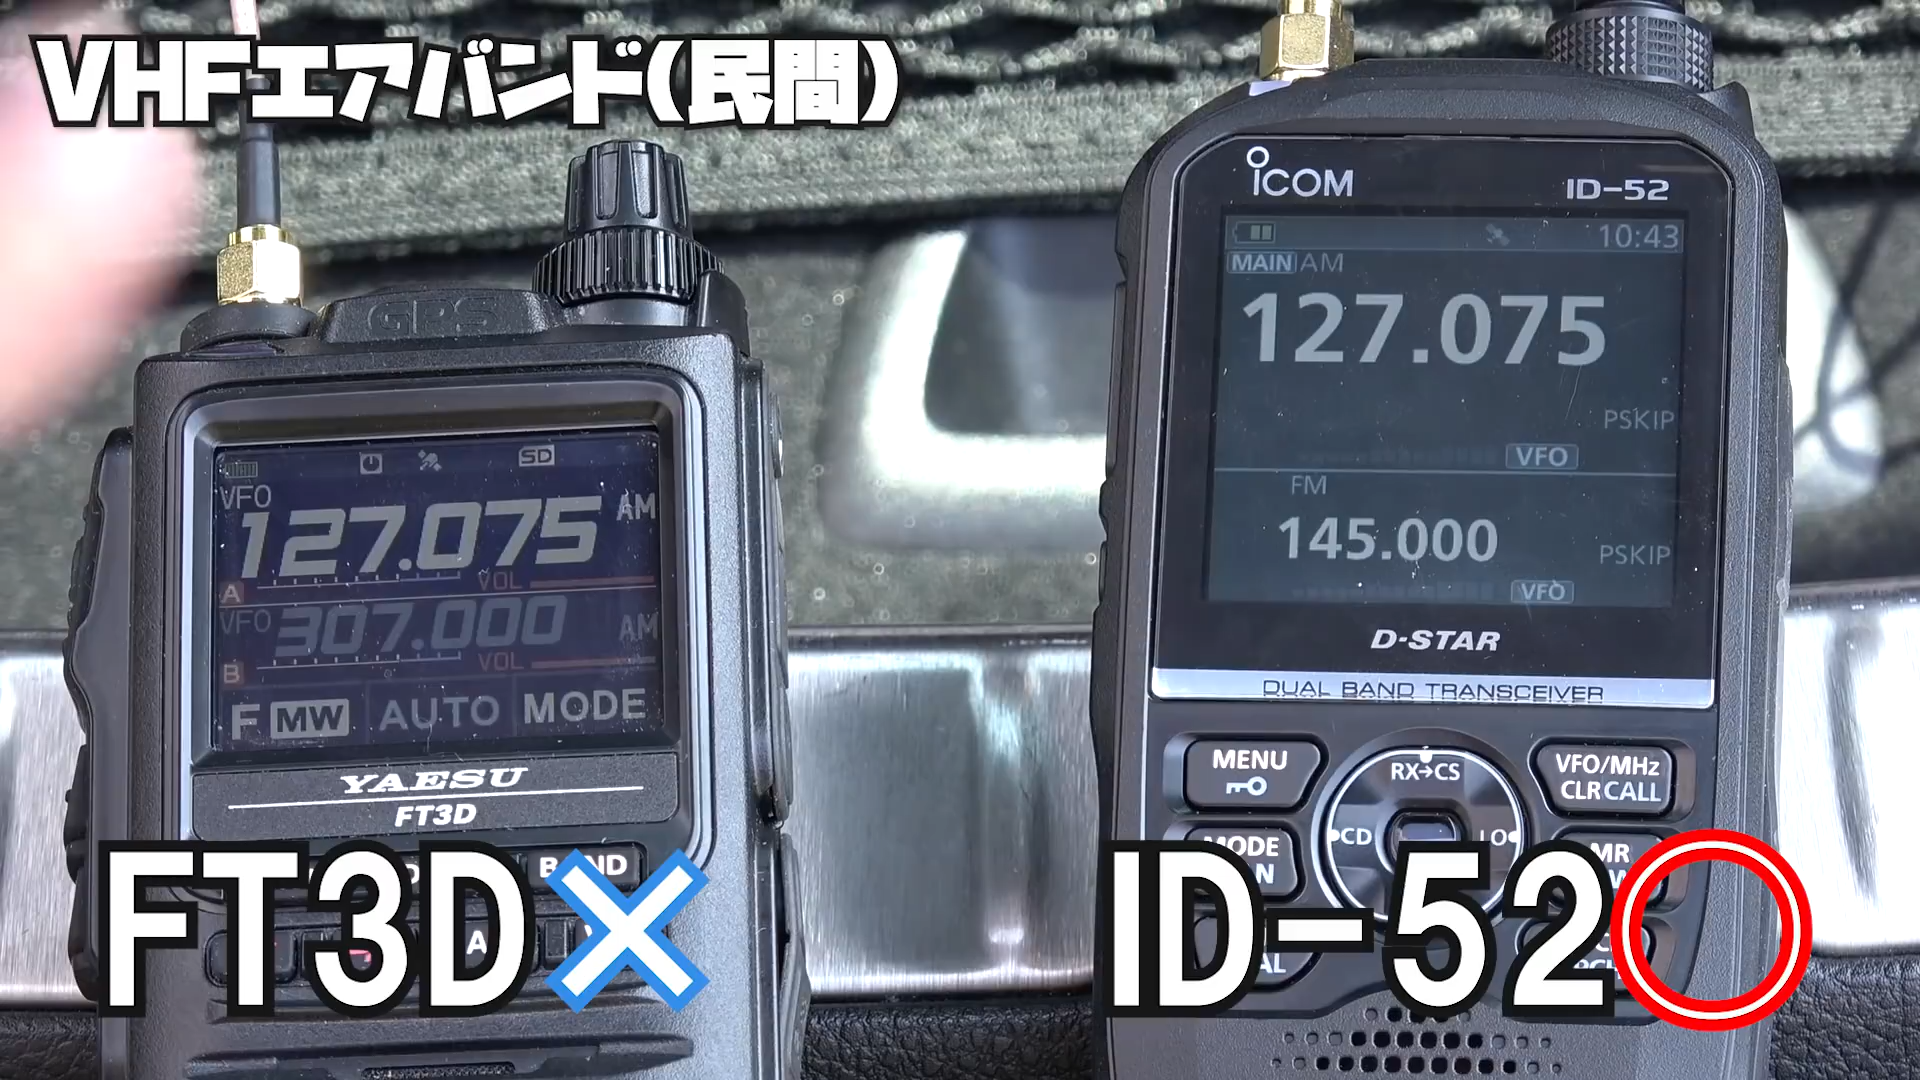 VHFエアバンド(民間)
GPS
SD
VFO
127.075 AM
A VOL
VFO
307.000 AM
B VOL
F MW AUTO MODE
YAESU
FT3D
BAND
FT3D×
ICOM
ID-52
10:43
MAIN AM
127.075
PSKIP
VFO
FM
145.000
PSKIP
VFO
D-STAR
DUAL BAND TRANSCEIVER
MENU
RX→CS
VFO/MHz
CLR CALL
CD
MR
ID-52○